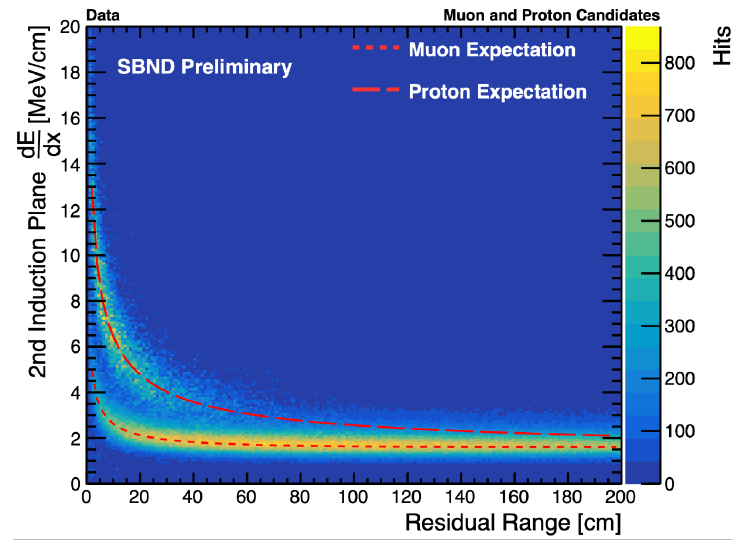 Data
Muon and Proton Candidates
SBND Preliminary
Muon Expectation
Proton Expectation
2nd Induction Plane dE/dx [MeV/cm]
20
18
16
14
12
10
8
6
4
2
0
0 20 40 60 80 100 120 140 160 180 200
Residual Range [cm]
Hits
800
700
600
500
400
300
200
100
0